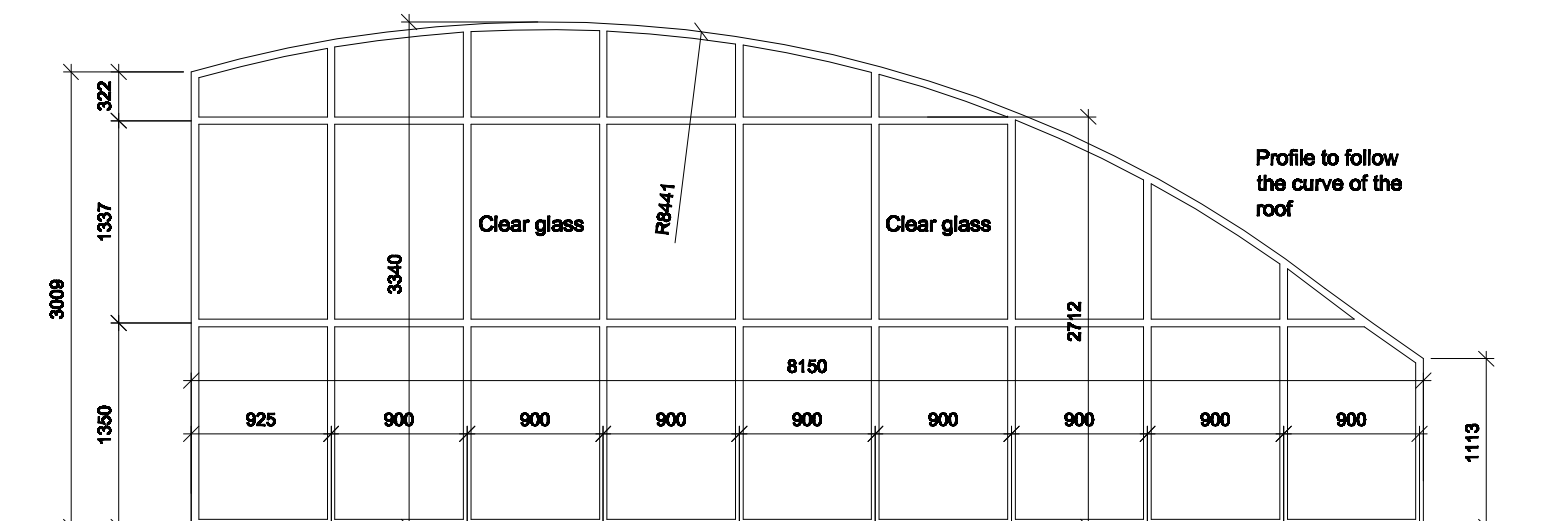 322
Profile to follow
the curve of the
roof
R8441
1337
Clear glass
Clear glass
3340
3009
2712
8150
925
900
900
900
900
900
900
900
900
1350
1113